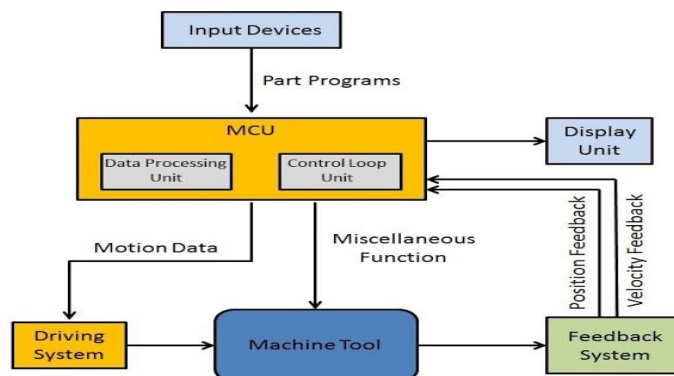 Input Devices
Part Programs
MCU
Data Processing
Unit
Control Loop
Unit
Display
Unit
Motion Data
Miscellaneous
Function
Position Feedback
Velocity Feedback
Driving
System
Machine Tool
Feedback
System